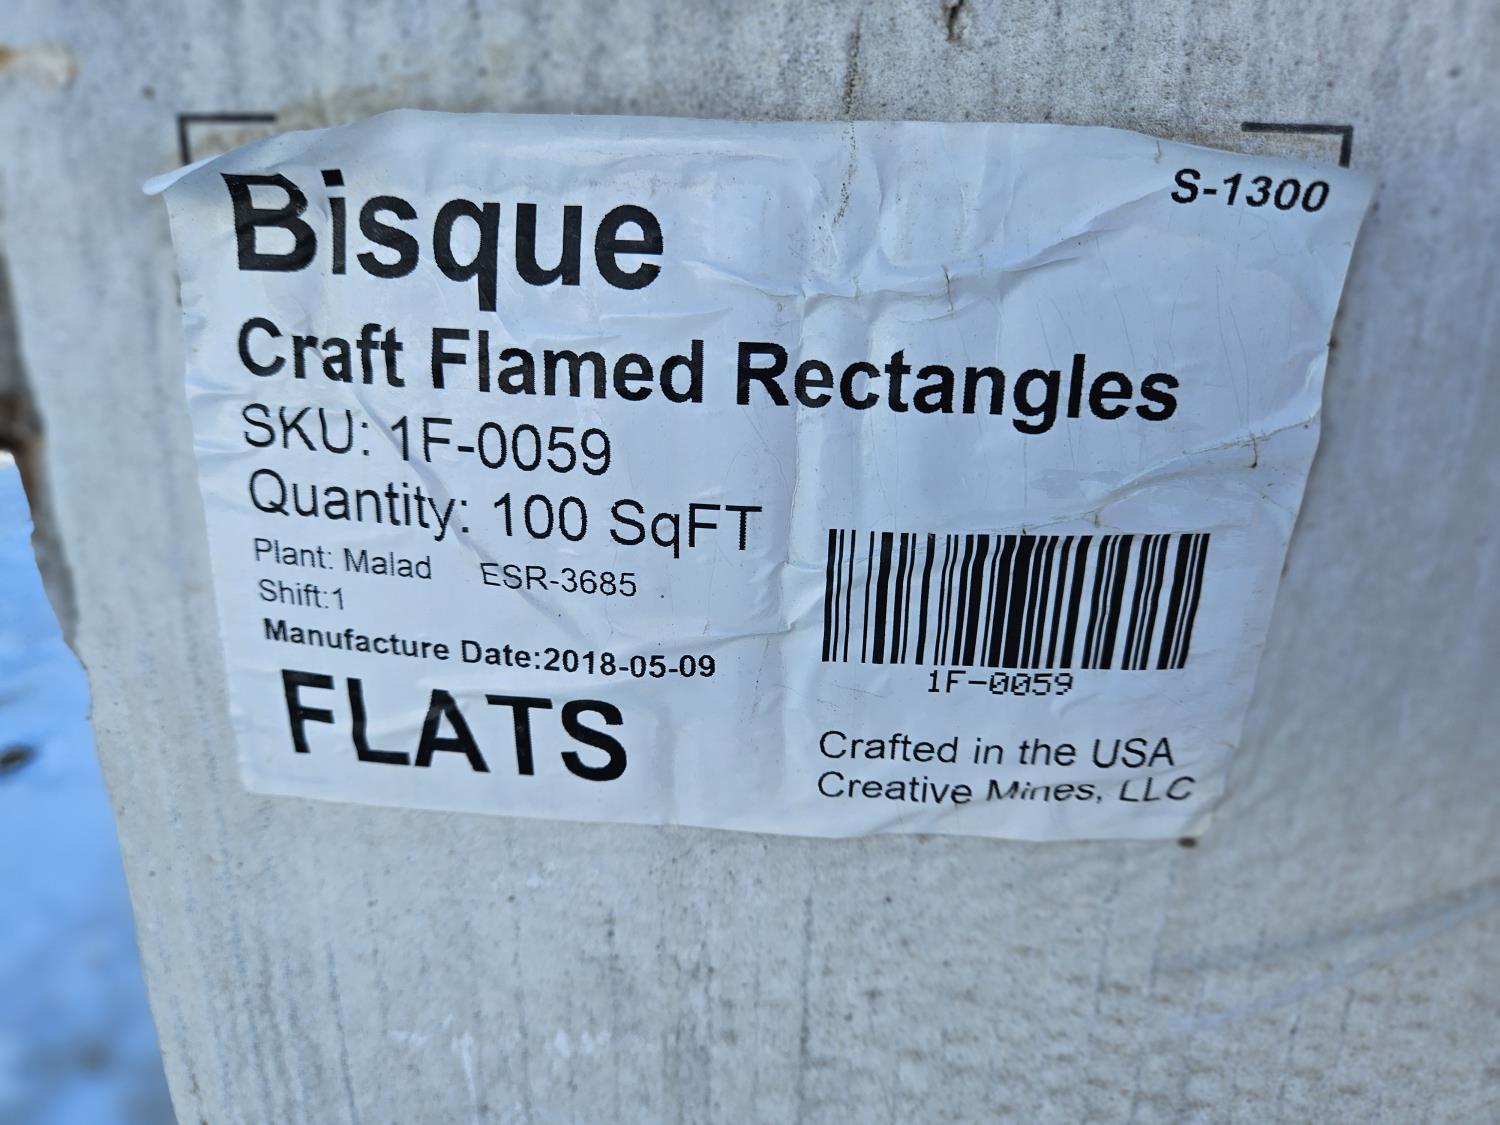 Bisque
S-1300
Craft Flamed Rectangles
SKU: 1F-0059
Quantity: 100 SqFT
Plant: Malad ESR-3685
Shift:1
Manufacture Date:2018-05-09
FLATS
1F-0059
Crafted in the USA
Creative Mines, LLC